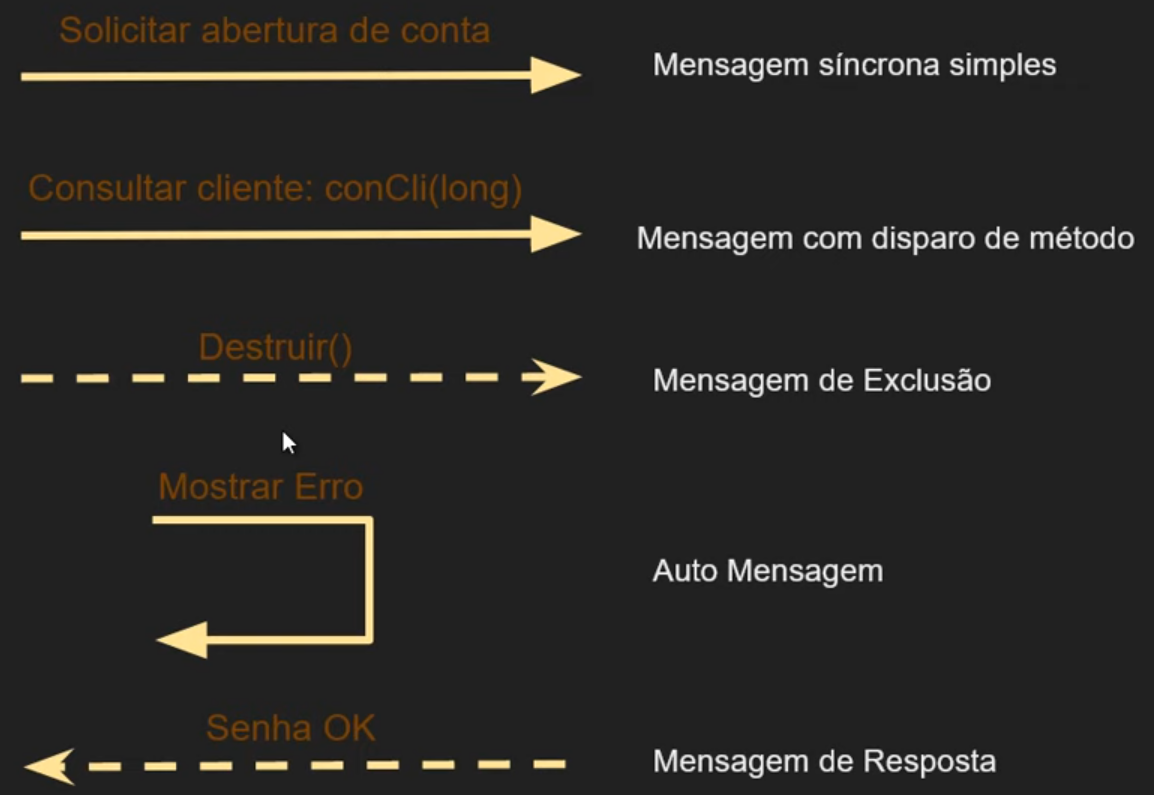 Solicitar abertura de conta
Mensagem síncrona simples
Consultar cliente: conCli(long)
Mensagem com disparo de método
Destruir()
Mensagem de Exclusão
Mostrar Erro
Auto Mensagem
Senha OK
Mensagem de Resposta